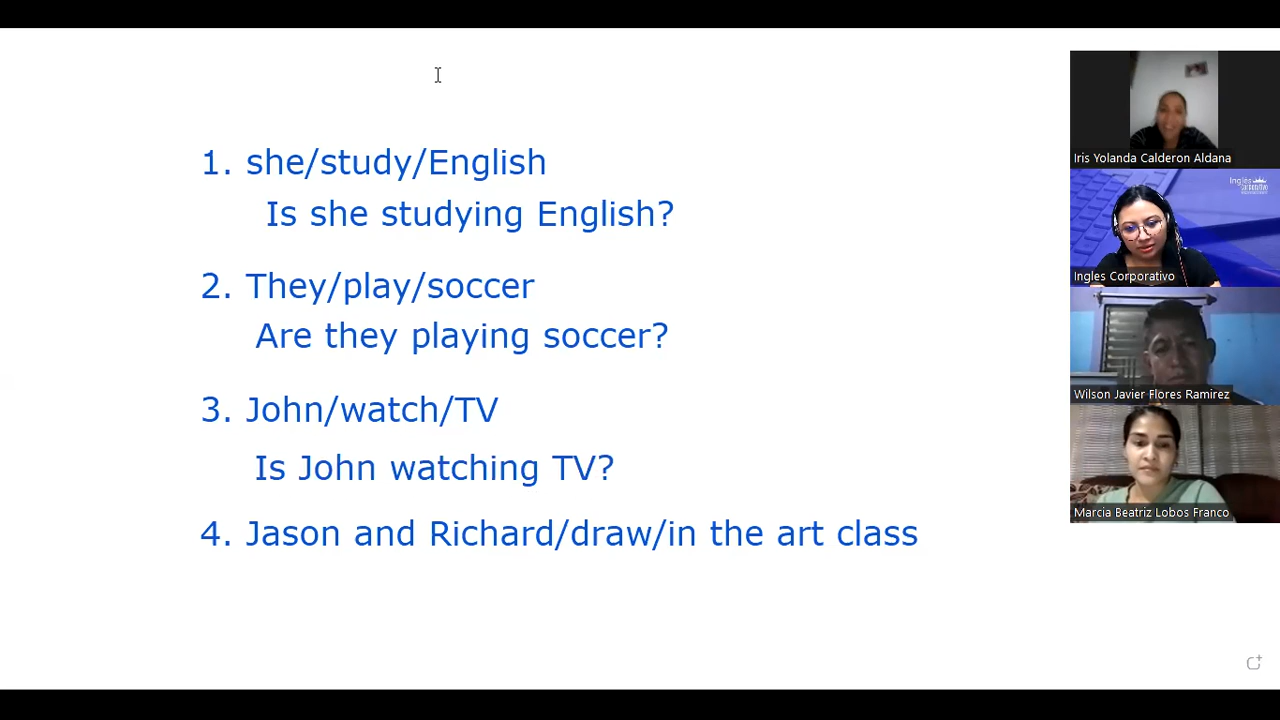 1. she/study/English
Is she studying English?
2. They/play/soccer
Are they playing soccer?
3. John/watch/TV
Is John watching TV?
4. Jason and Richard/draw/in the art class
Iris Yolanda Calderon Aldana
Inglés
Corporativo
Ingles Corporativo
Wilson Javier Flores Ramirez
Marcia Beatriz Lobos Franco